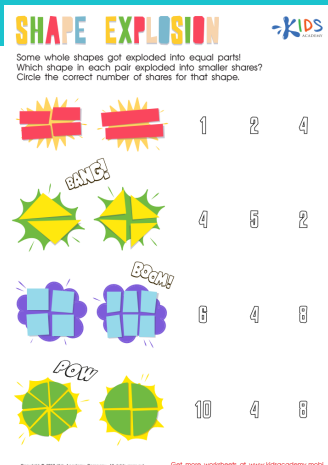 SHAPE EXPLOSION
KIDS
ACADEMY
Some whole shapes got exploded into equal parts!
Which shape in each pair exploded into smaller shares?
Circle the correct number of shares for that shape.
1 2 4
BANG!
4 5 2
BOOM!
6 4 8
POW
10 4 8
Get more worksheets at www.kidsacademy.mobi